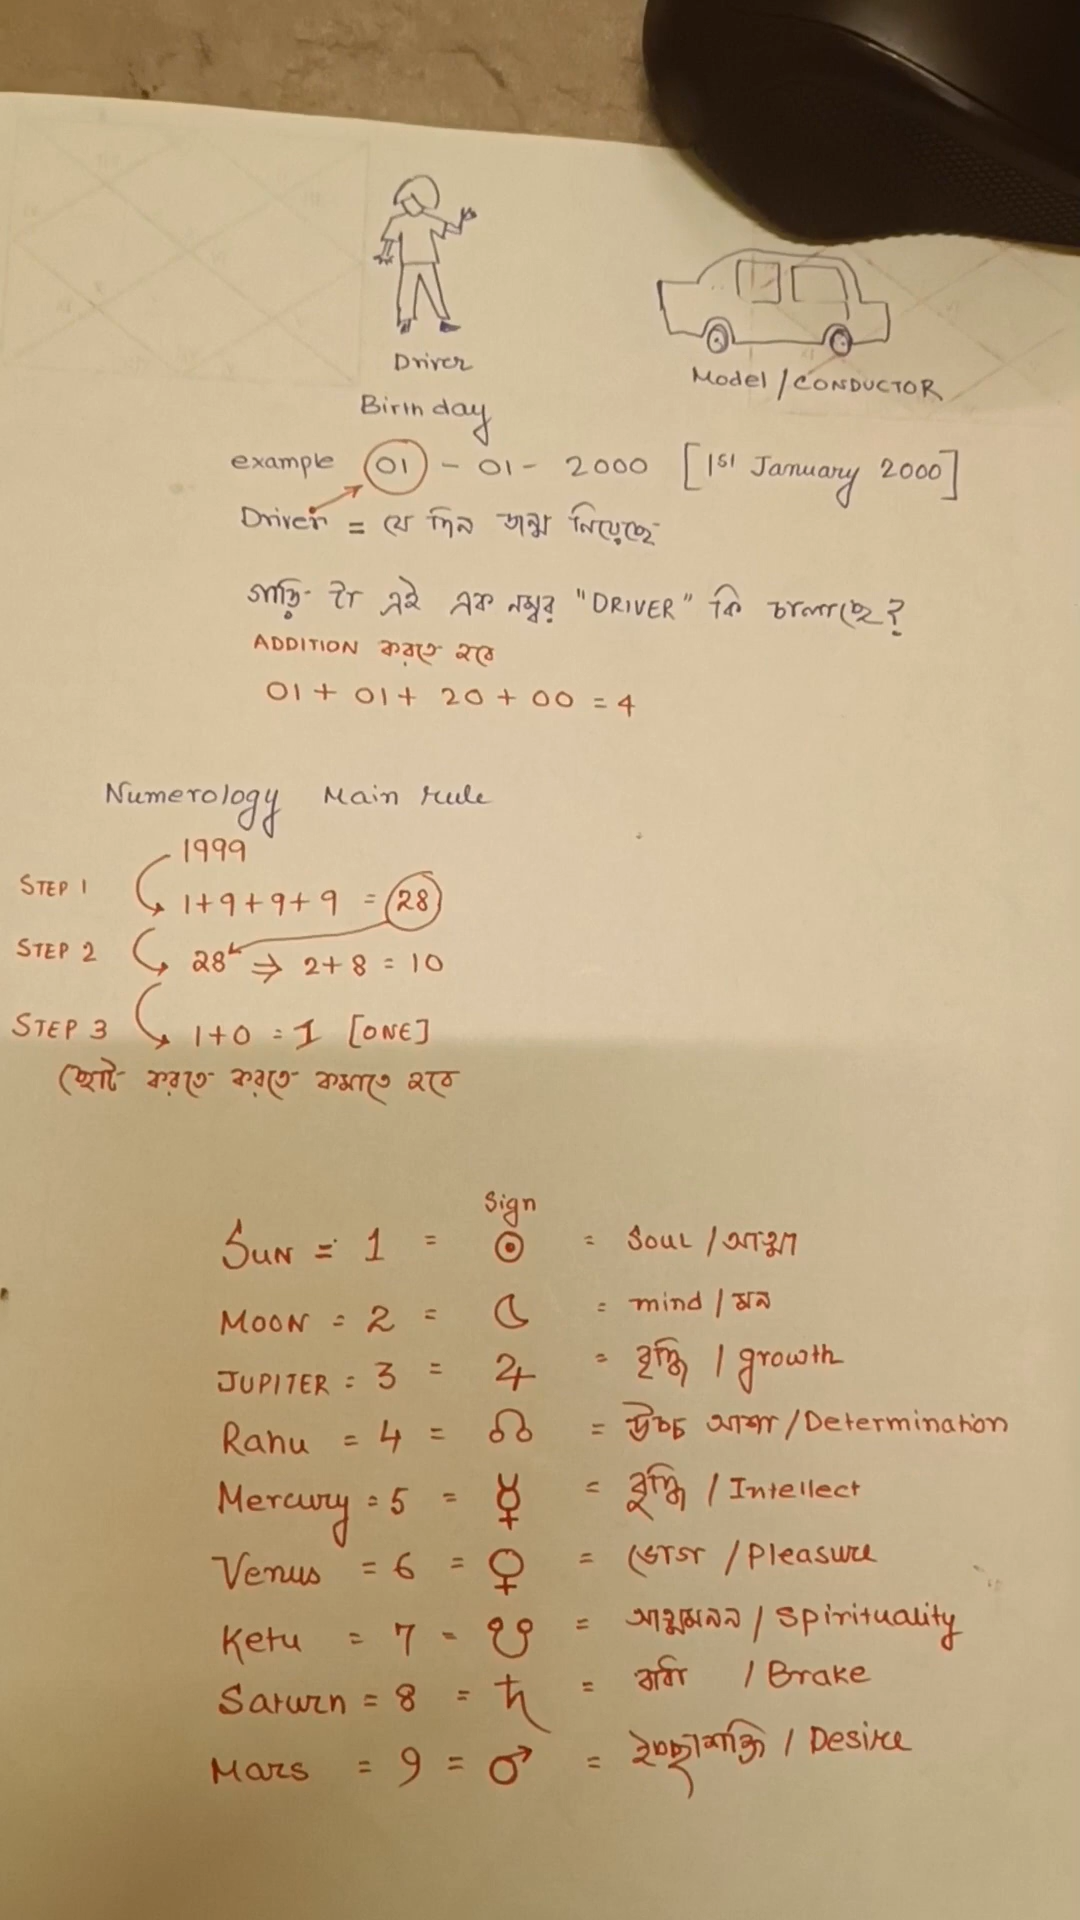 Driver
Model / CONDUCTOR
Birth day
example 01 - 01 - 2000 [1st January 2000]
Driver = যে দিন জন্ম নিয়েছে
গাড়ি টা এই এক নম্বর "DRIVER" কি চালাচ্ছে?
ADDITION করতে হবে
01 + 01 + 20 + 00 = 4
Numerology Main rule
1999
STEP 1 1+9+9+9 = 28
STEP 2 28 ⇒ 2+8 = 10
STEP 3 1+0 = 1 [ONE]
ছোট করতে করতে কমাতে হবে
Sign
SUN = 1 = ☉ = Soul / আত্মা
MOON = 2 = ☾ = mind / মন
JUPITER = 3 = ♃ = বৃদ্ধি / growth
Rahu = 4 = ☊ = উচ্চ আশা / Determination
Mercury = 5 = ☿ = বুদ্ধি / Intellect
Venus = 6 = ♀ = ভোগ / Pleasure
Ketu = 7 = ☋ = আত্মমনন / Spirituality
Saturn = 8 = ♄ = বাধা / Brake
Mars = 9 = ♂ = ইচ্ছাশক্তি / Desire